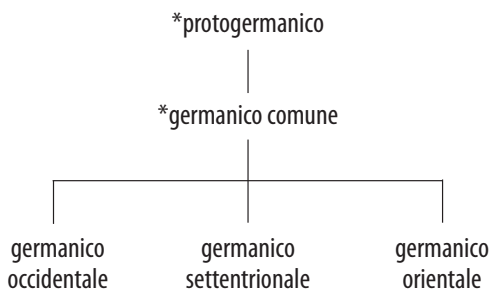 *protogermanico
*germanico comune
germanico
occidentale
germanico
settentrionale
germanico
orientale